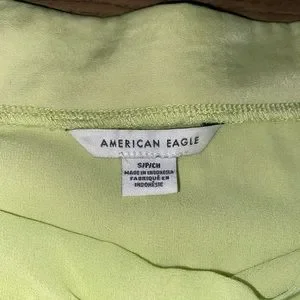 AMERICAN EAGLE
S/P/CH
MADE IN INDONESIA
FABRIQUÉ EN
INDONÉSIE